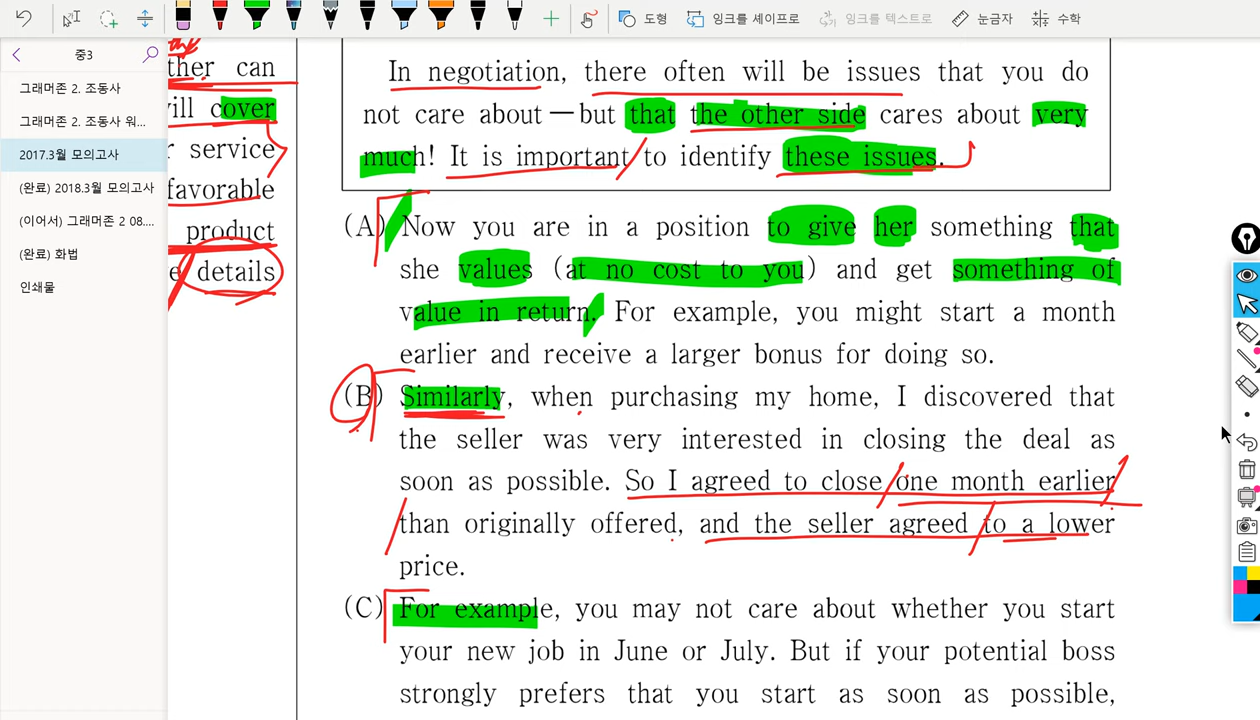 도형
잉크를 셰이프로
잉크를 텍스트로
눈금자
수학
중3
그래머존 2. 조동사
그래머존 2. 조동사 워...
2017.3월 모의고사
(완료) 2018.3월 모의고사
(이어서) 그래머존 2 08....
(완료) 화법
인쇄물
ther can
ill cover
r service
favorable
product
details
In negotiation, there often will be issues that you do
not care about — but that the other side cares about very
much! It is important to identify these issues.
(A) Now you are in a position to give her something that
she values (at no cost to you) and get something of
value in return. For example, you might start a month
earlier and receive a larger bonus for doing so.
(B) Similarly, when purchasing my home, I discovered that
the seller was very interested in closing the deal as
soon as possible. So I agreed to close one month earlier
than originally offered, and the seller agreed to a lower
price.
(C) For example, you may not care about whether you start
your new job in June or July. But if your potential boss
strongly prefers that you start as soon as possible,